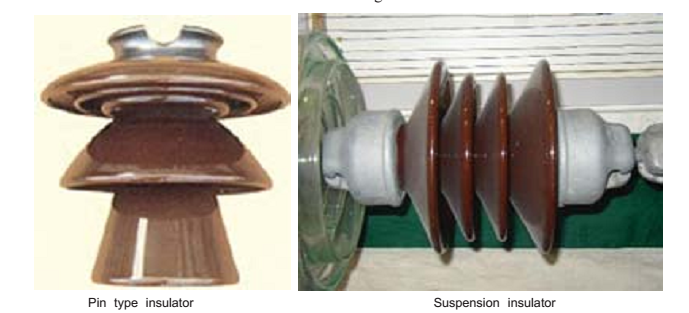 Pin type insulator
Suspension insulator